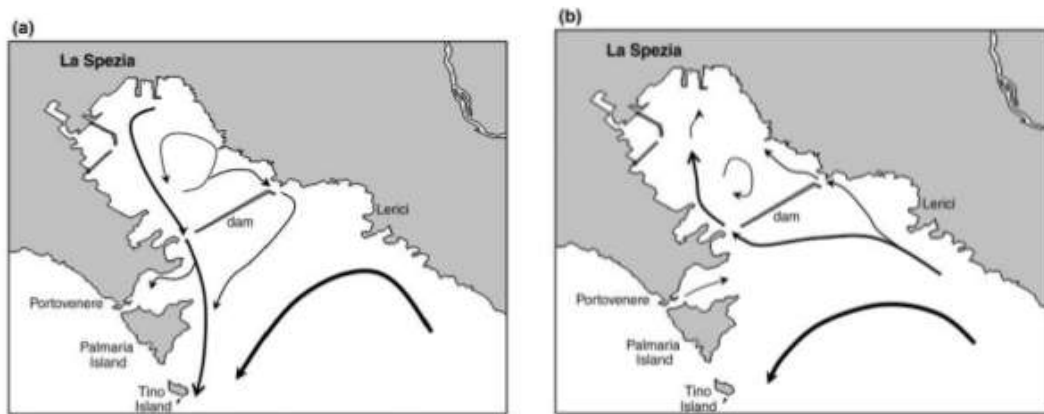 (a)
La Spezia
dam
Lerici
Portovenere
Palmaria
Island
Tino
Island
(b)
La Spezia
dam
Lerici
Portovenere
Palmaria
Island
Tino
Island